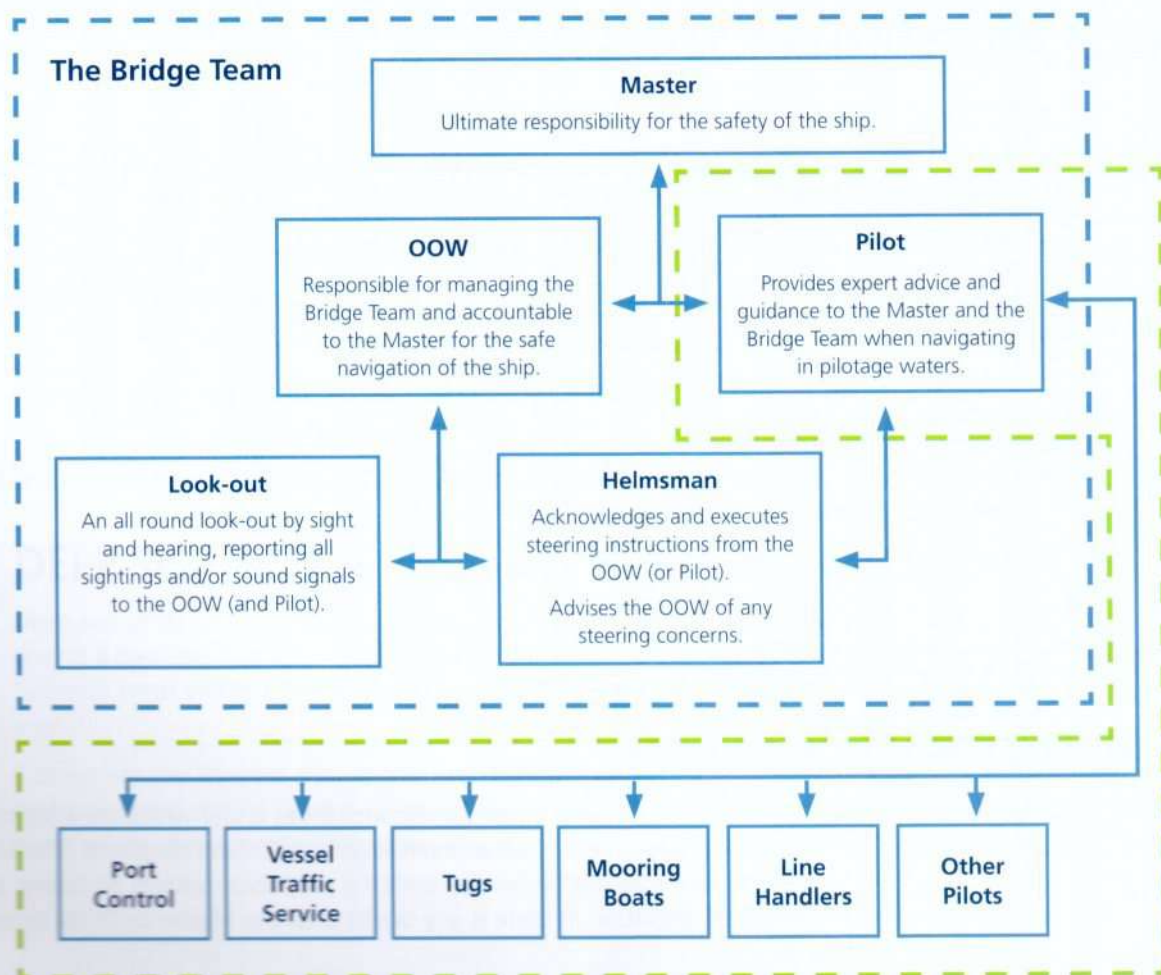 The Bridge Team
Master
Ultimate responsibility for the safety of the ship.
OOW
Responsible for managing the
Bridge Team and accountable
to the Master for the safe
navigation of the ship.
Pilot
Provides expert advice and
guidance to the Master and the
Bridge Team when navigating
in pilotage waters.
Look-out
An all round look-out by sight
and hearing, reporting all
sightings and/or sound signals
to the OOW (and Pilot).
Helmsman
Acknowledges and executes
steering instructions from the
OOW (or Pilot).
Advises the OOW of any
steering concerns.
Port
Control
Vessel
Traffic
Service
Tugs
Mooring
Boats
Line
Handlers
Other
Pilots